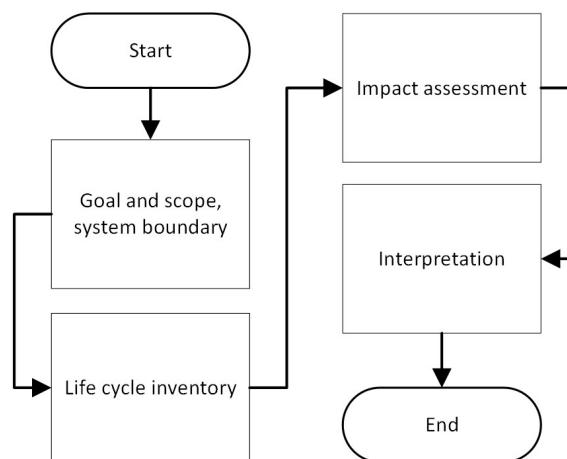 Start
Goal and scope,
system boundary
Life cycle inventory
Impact assessment
Interpretation
End